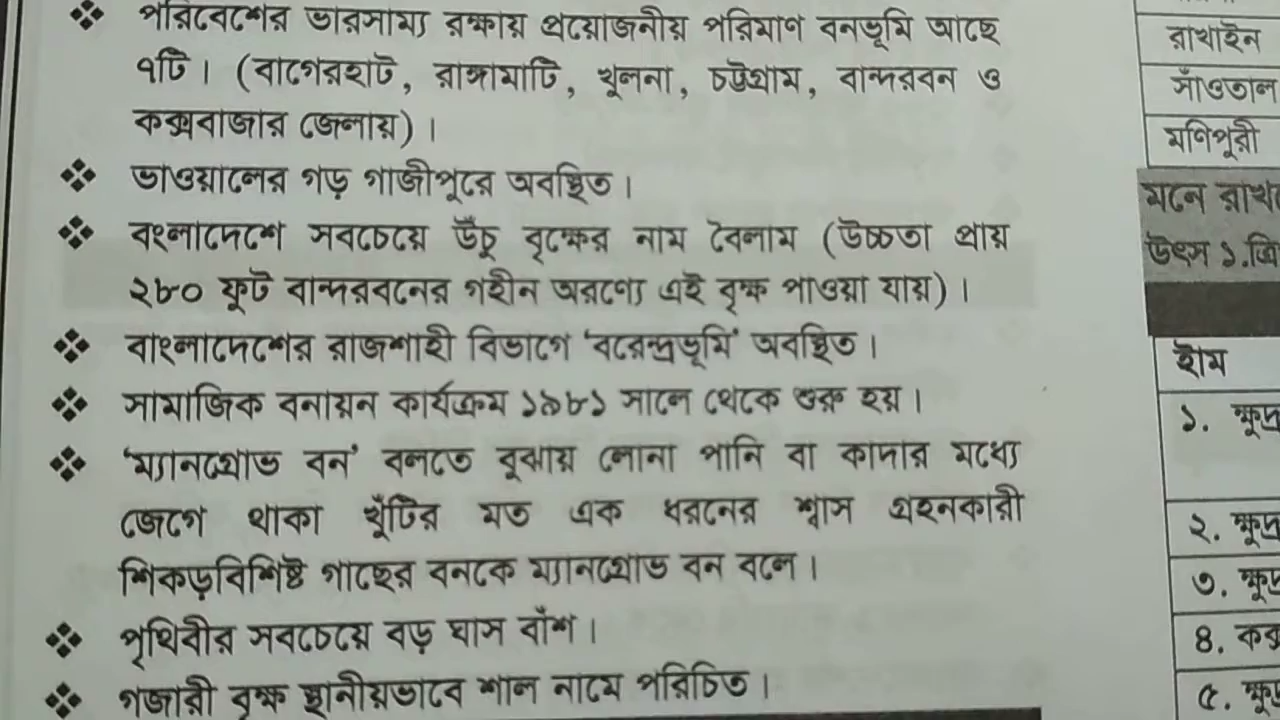 পরিবেশের ভারসাম্য রক্ষায় প্রয়োজনীয় পরিমাণ বনভূমি আছে
৭টি। (বাগেরহাট, রাঙ্গামাটি, খুলনা, চট্টগ্রাম, বান্দরবন ও
কক্সবাজার জেলায়)।
ভাওয়ালের গড় গাজীপুরে অবস্থিত।
বংলাদেশে সবচেয়ে উঁচু বৃক্ষের নাম বৈলাম (উচ্চতা প্রায়
২৮০ ফুট বান্দরবনের গহীন অরণ্যে এই বৃক্ষ পাওয়া যায়)।
বাংলাদেশের রাজশাহী বিভাগে ‘বরেন্দ্রভূমি’ অবস্থিত।
সামাজিক বনায়ন কার্যক্রম ১৯৮১ সালে থেকে শুরু হয়।
‘ম্যানগ্রোভ বন’ বলতে বুঝায় লোনা পানি বা কাদার মধ্যে
জেগে থাকা খুঁটির মত এক ধরনের শ্বাস গ্রহনকারী
শিকড়বিশিষ্ট গাছের বনকে ম্যানগ্রোভ বন বলে।
পৃথিবীর সবচেয়ে বড় ঘাস বাঁশ।
গজারী বৃক্ষ স্থানীয়ভাবে শাল নামে পরিচিত।
রাখাইন
সাঁওতাল
মণিপুরী
মনে
উৎস ১.
১.
২.
৩.
৪.
৫.